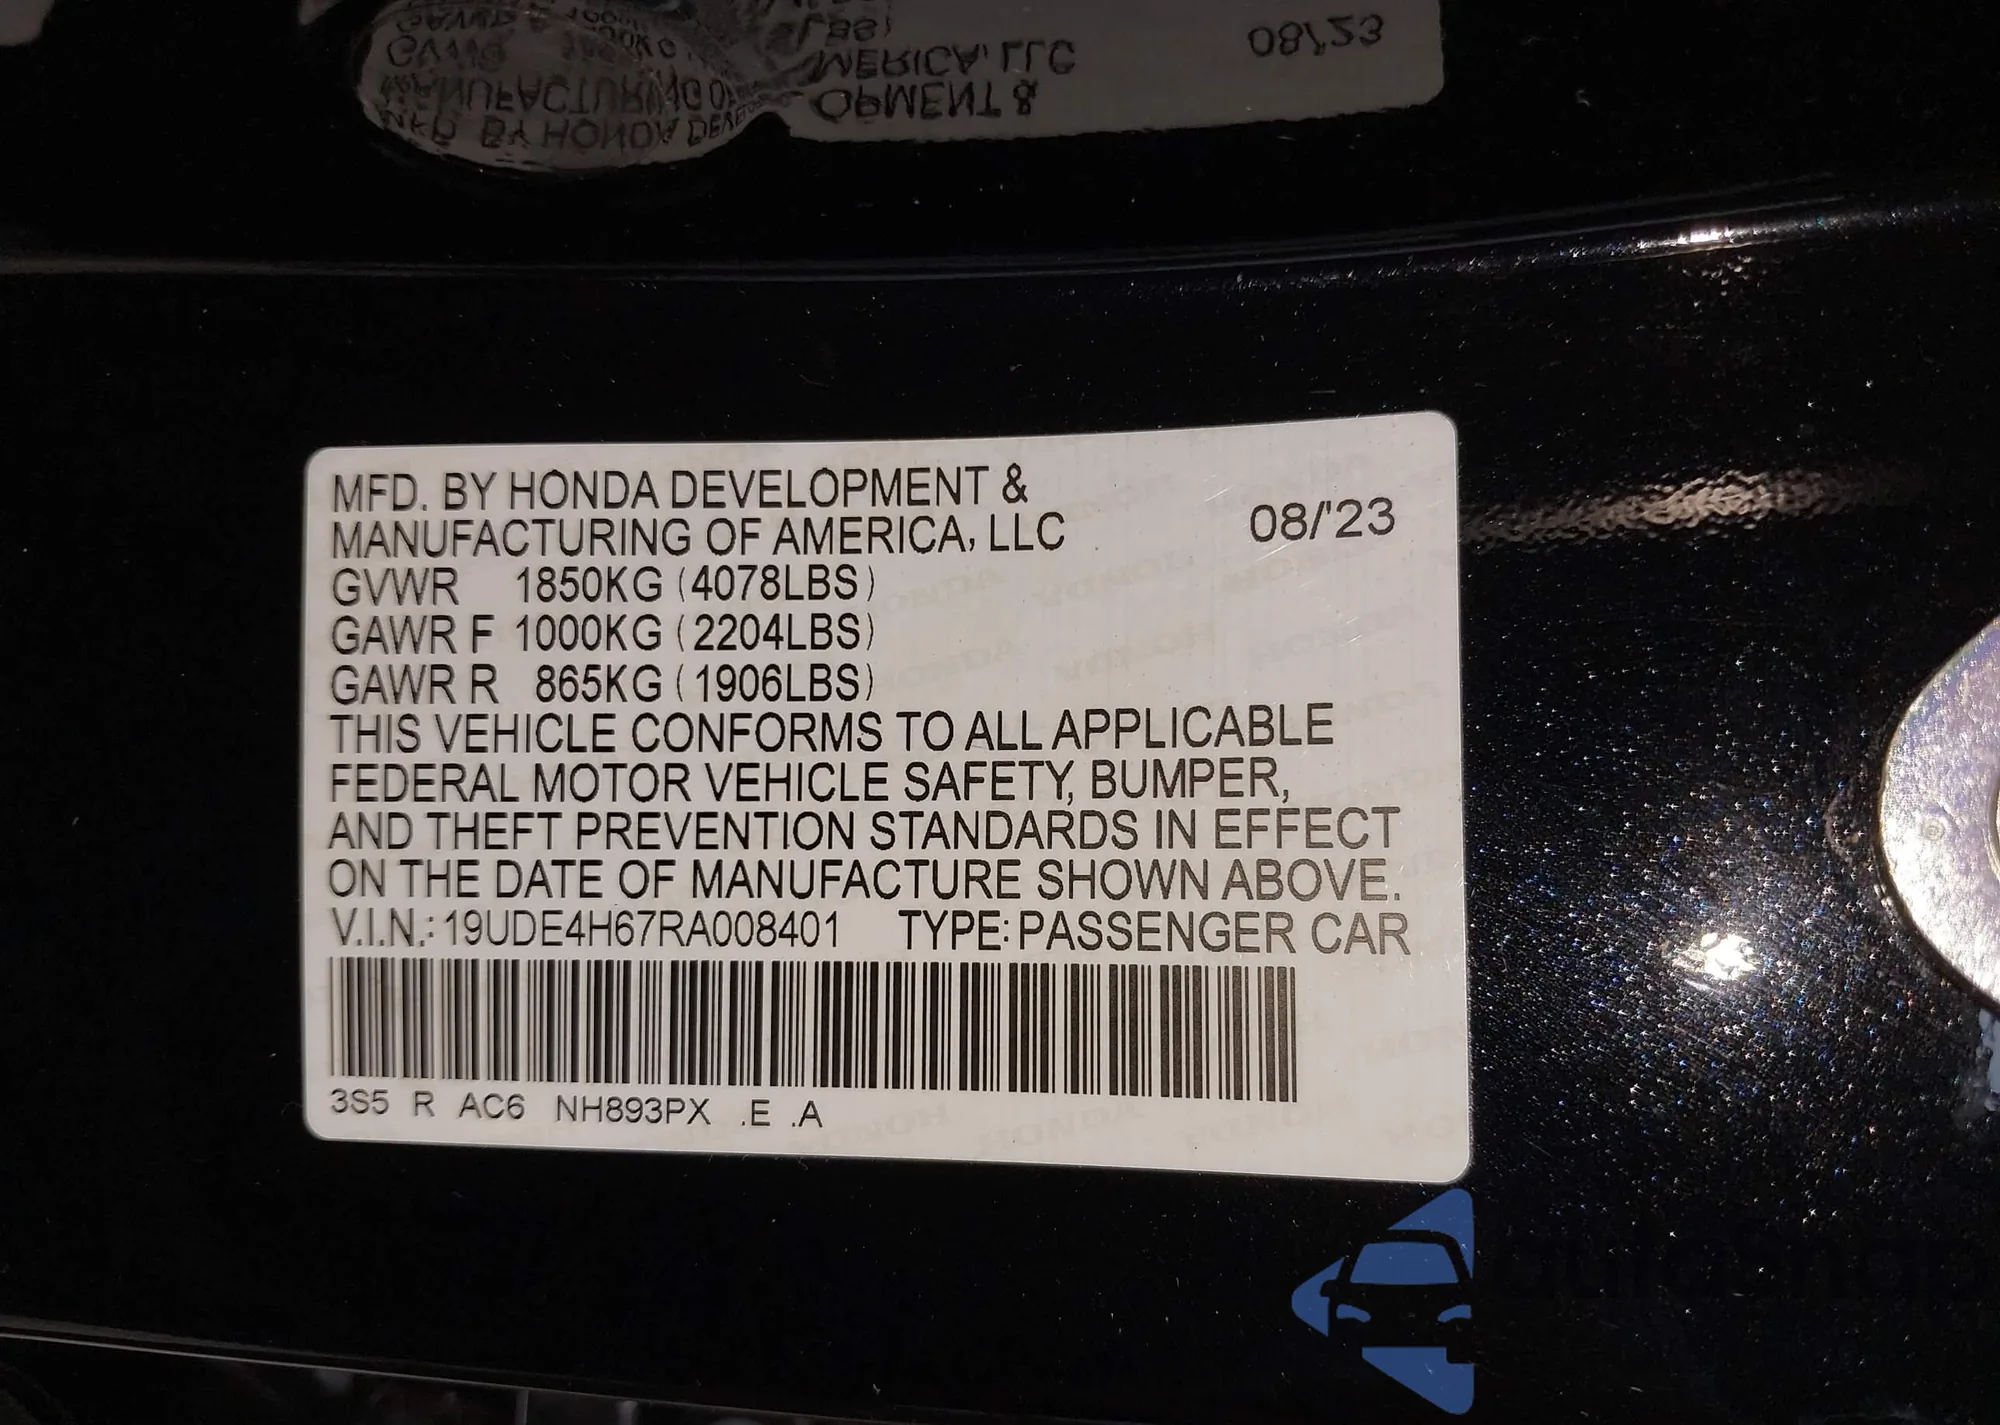 MFD. BY HONDA DEVELOPMENT &
MANUFACTURING OF AMERICA, LLC 08/'23
GVWR 1850KG (4078LBS)
GAWR F 1000KG (2204LBS)
GAWR R 865KG (1906LBS)
THIS VEHICLE CONFORMS TO ALL APPLICABLE
FEDERAL MOTOR VEHICLE SAFETY, BUMPER,
AND THEFT PREVENTION STANDARDS IN EFFECT
ON THE DATE OF MANUFACTURE SHOWN ABOVE.
V.I.N.: 19UDE4H67RA008401 TYPE: PASSENGER CAR
3S5 R AC6 NH893PX .E .A